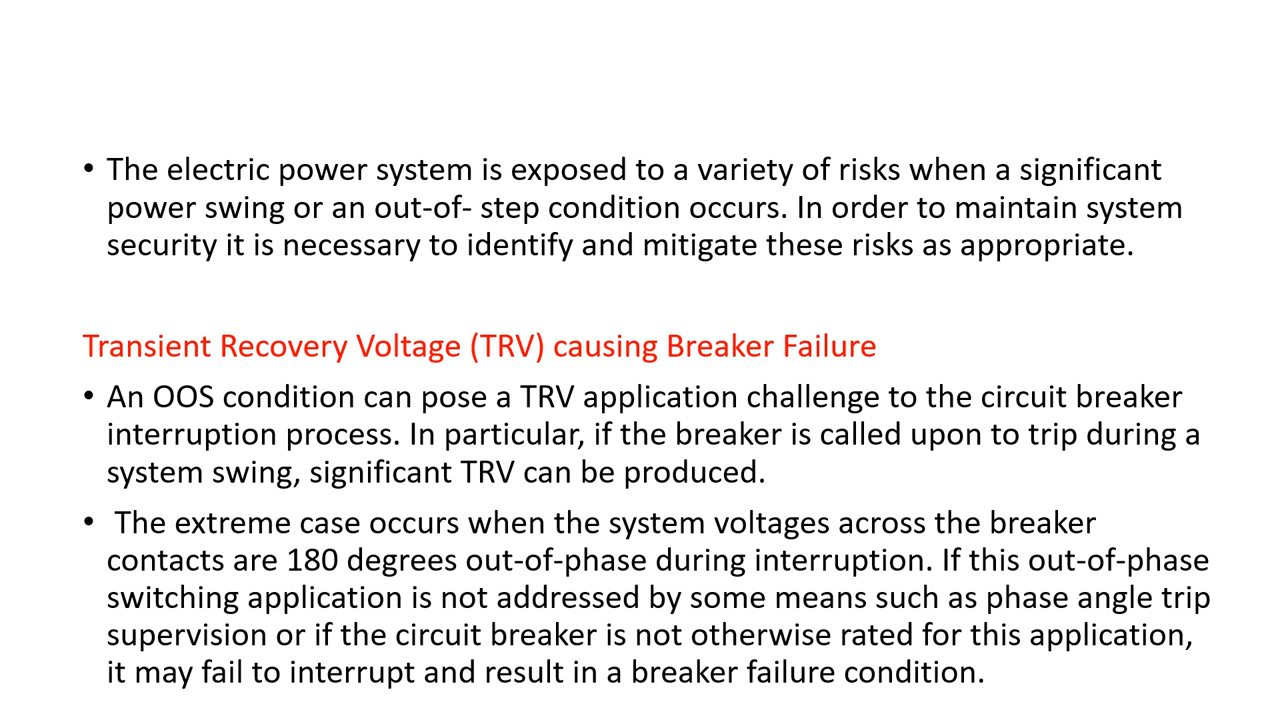 • The electric power system is exposed to a variety of risks when a significant
power swing or an out-of- step condition occurs. In order to maintain system
security it is necessary to identify and mitigate these risks as appropriate.
Transient Recovery Voltage (TRV) causing Breaker Failure
• An OOS condition can pose a TRV application challenge to the circuit breaker
interruption process. In particular, if the breaker is called upon to trip during a
system swing, significant TRV can be produced.
• The extreme case occurs when the system voltages across the breaker
contacts are 180 degrees out-of-phase during interruption. If this out-of-phase
switching application is not addressed by some means such as phase angle trip
supervision or if the circuit breaker is not otherwise rated for this application,
it may fail to interrupt and result in a breaker failure condition.